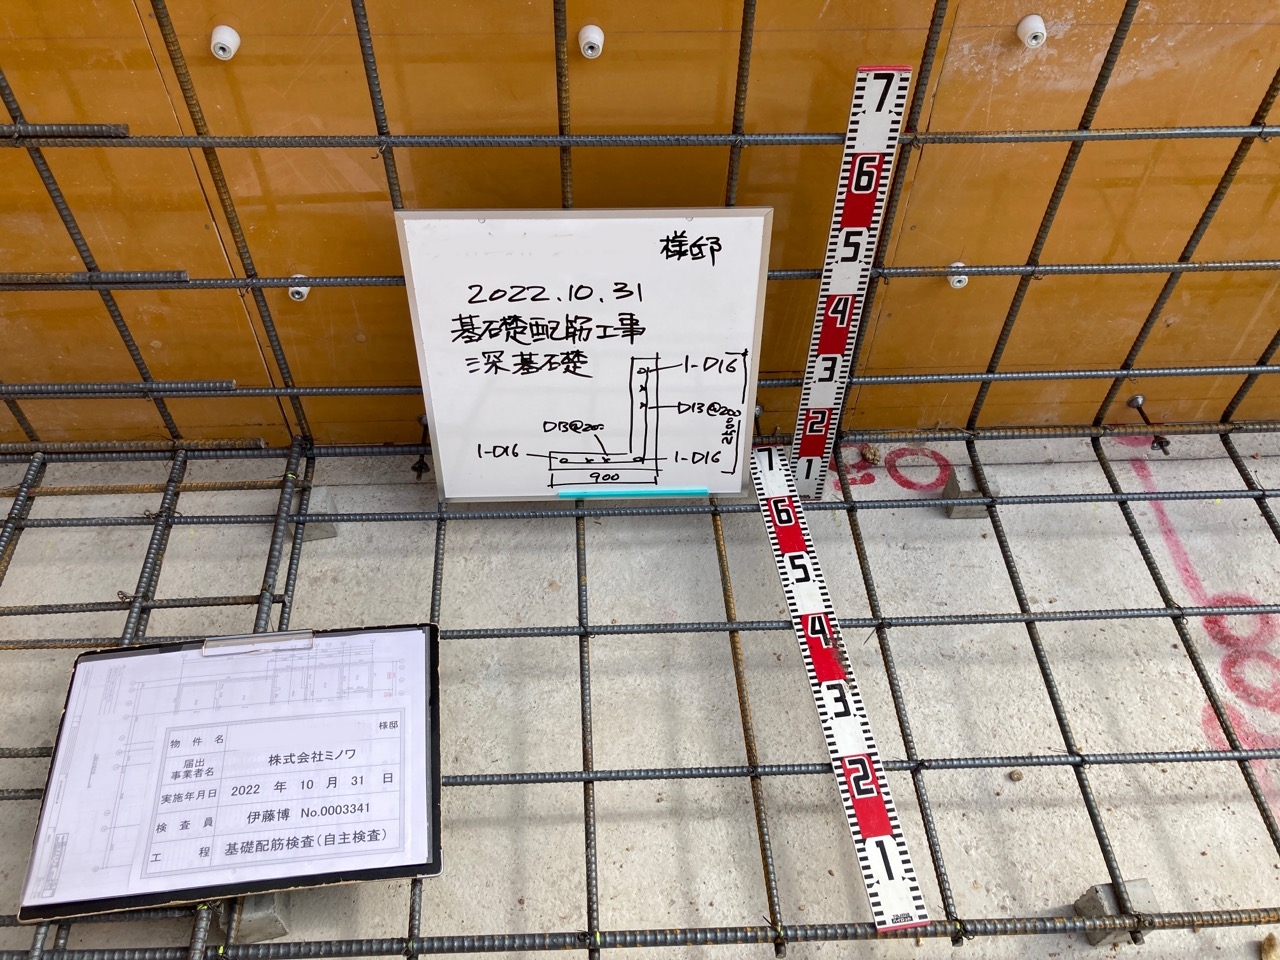 様邸
2022.10.31
基礎配筋工事
深基礎
1-D16
D13@200
D13@200
1-D16
1-D16
900
7
6
5
4
3
2
1
7
6
5
4
3
2
1
80
様邸
物件名
届出
事業者名
株式会社ミノワ
実施年月日
2022 年 10 月 31 日
検査員
伊藤博 No.0003341
工程
基礎配筋検査(自主検査)